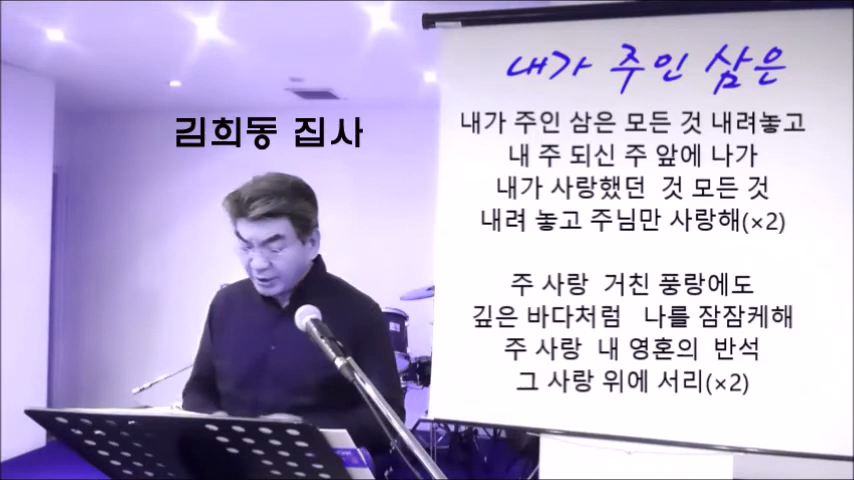 김희동 집사
내가 주인 삼은
내가 주인 삼은 모든 것 내려놓고
내 주 되신 주 앞에 나가
내가 사랑했던 것 모든 것
내려 놓고 주님만 사랑해(×2)
주 사랑 거친 풍랑에도
깊은 바다처럼 나를 잠잠케해
주 사랑 내 영혼의 반석
그 사랑 위에 서리(×2)